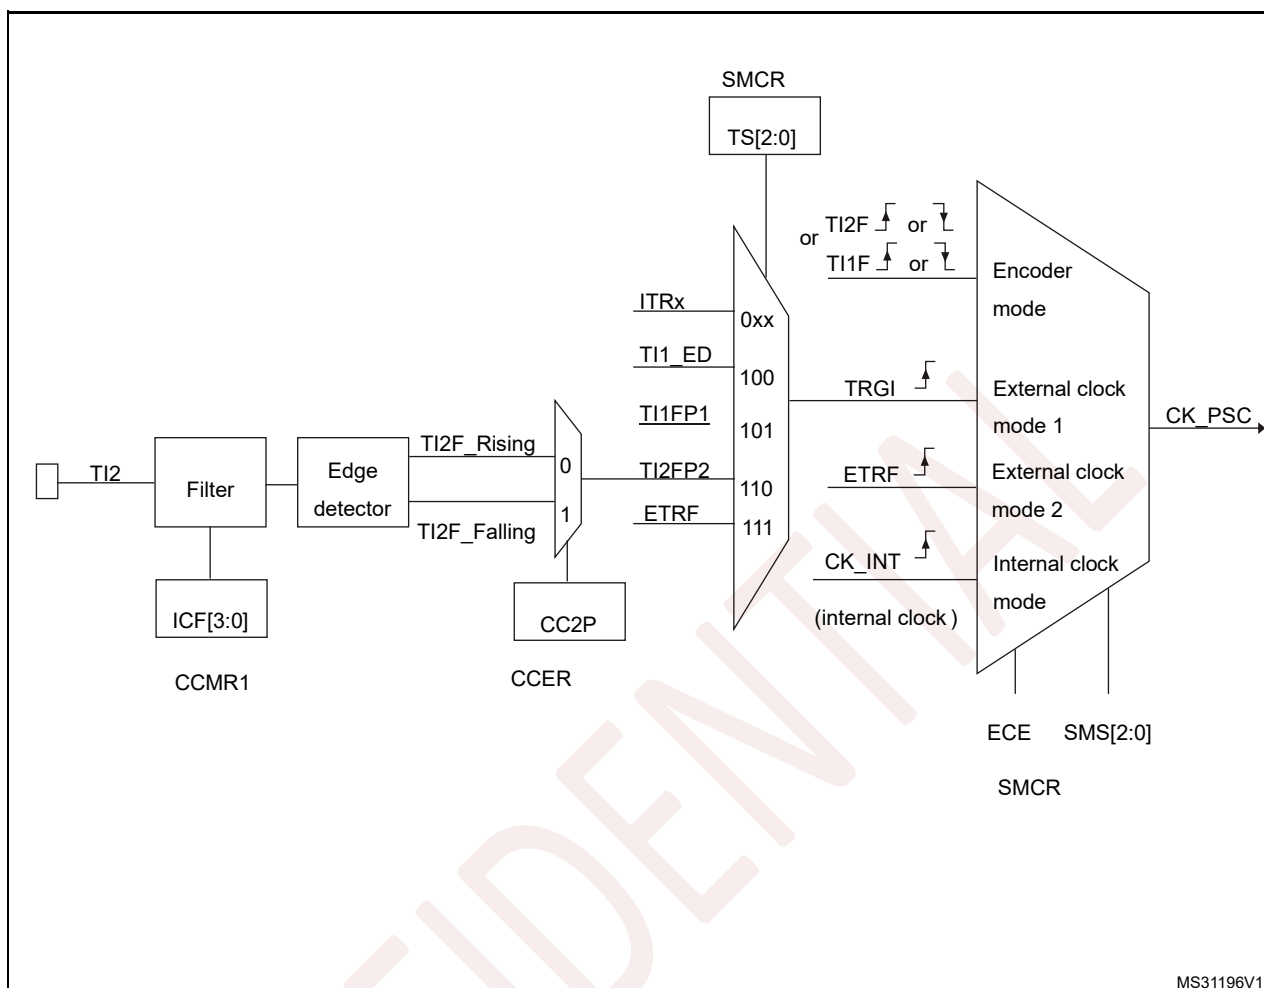 SMCR
TS[2:0]
or TI2F or
TI1F or
Encoder
mode
ITRx
0xx
TI1_ED
100
TRGI
External clock
mode 1
CK_PSC
TI1FP1
101
TI2F_Rising
TI2
Filter
Edge
detector
0
TI2FP2
110
ETRF
External clock
mode 2
1
TI2F_Falling
ETRF
111
CK_INT
(internal clock )
Internal clock
mode
ICF[3:0]
CCMR1
CC2P
CCER
ECE SMS[2:0]
SMCR
FIDENTIAL
MS31196V1